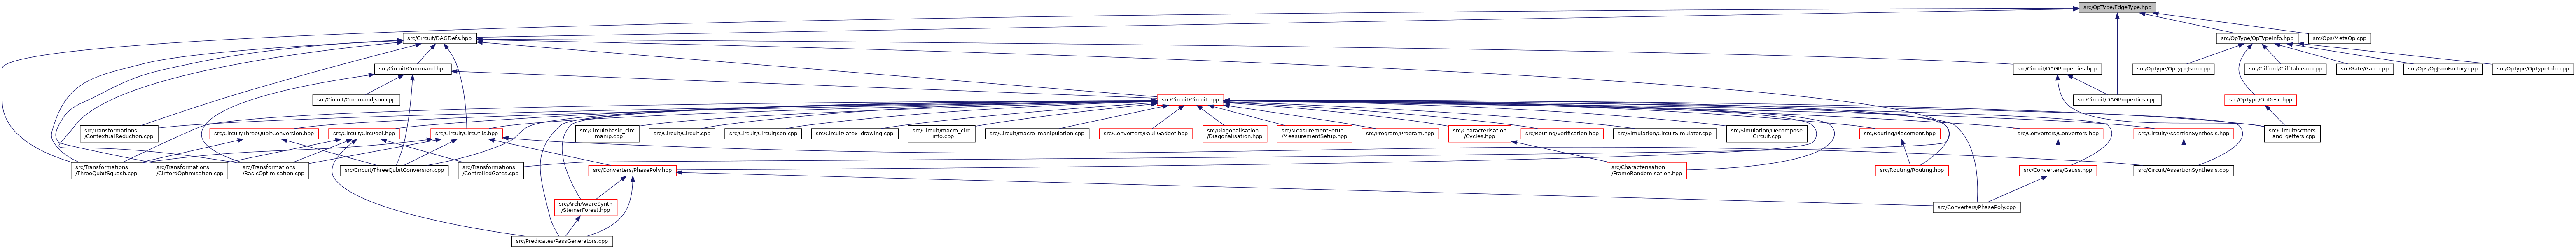 src/OpType/EdgeType.hpp
src/Circuit/DAGDefs.hpp
src/OpType/OpTypeInfo.hpp
src/Ops/MetaOp.cpp
src/Circuit/Command.hpp
src/Circuit/DAGProperties.hpp
src/OpType/OpTypeJson.cpp
src/Clifford/CliffTableau.cpp
src/Gate/Gate.cpp
src/Ops/OpJsonFactory.cpp
src/OpType/OpTypeInfo.cpp
src/Circuit/CommandJson.cpp
src/Circuit/Circuit.hpp
src/Circuit/DAGProperties.cpp
src/OpType/OpDesc.hpp
src/Transformations
/ContextualReduction.cpp
src/Circuit/ThreeQubitConversion.hpp
src/Circuit/CircPool.hpp
src/Circuit/CircUtils.hpp
src/Circuit/basic_circ
_manip.cpp
src/Circuit/Circuit.cpp
src/Circuit/CircuitJson.cpp
src/Circuit/latex_drawing.cpp
src/Circuit/macro_circ
_info.cpp
src/Circuit/macro_manipulation.cpp
src/Converters/PauliGadget.hpp
src/Diagonalisation
/Diagonalisation.hpp
src/MeasurementSetup
/MeasurementSetup.hpp
src/Program/Program.hpp
src/Characterisation
/Cycles.hpp
src/Routing/Verification.hpp
src/Simulation/CircuitSimulator.cpp
src/Simulation/Decompose
Circuit.cpp
src/Routing/Placement.hpp
src/Converters/Converters.hpp
src/Circuit/AssertionSynthesis.hpp
src/Circuit/setters
_and_getters.cpp
src/Transformations
/ThreeQubitSquash.cpp
src/Transformations
/CliffordOptimisation.cpp
src/Transformations
/BasicOptimisation.cpp
src/Circuit/ThreeQubitConversion.cpp
src/Transformations
/ControlledGates.cpp
src/Converters/PhasePoly.hpp
src/Characterisation
/FrameRandomisation.hpp
src/Routing/Routing.hpp
src/Converters/Gauss.hpp
src/Circuit/AssertionSynthesis.cpp
src/ArchAwareSynth
/SteinerForest.hpp
src/Converters/PhasePoly.cpp
src/Predicates/PassGenerators.cpp